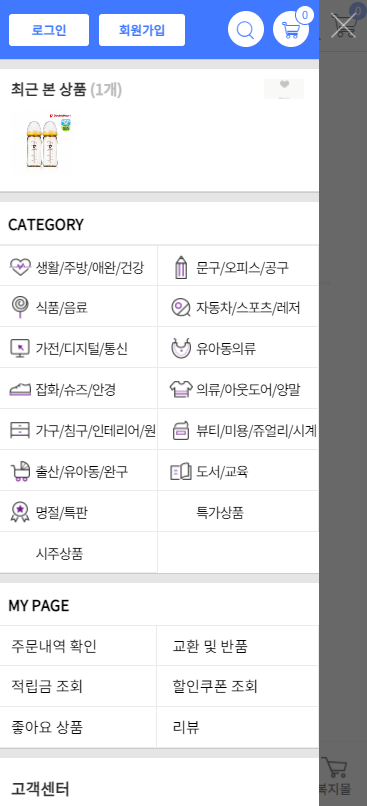 로그인 회원가입 0
최근 본 상품 (1개)
CATEGORY
생활/주방/애완/건강 문구/오피스/공구
식품/음료 자동차/스포츠/레저
가전/디지털/통신 유아동의류
잡화/슈즈/안경 의류/아웃도어/양말
가구/침구/인테리어/원 뷰티/미용/쥬얼리/시계
출산/유아동/완구 도서/교육
명절/특판 특가상품
시주상품
MY PAGE
주문내역 확인 교환 및 반품
적립금 조회 할인쿠폰 조회
좋아요 상품 리뷰
복지몰
고객센터